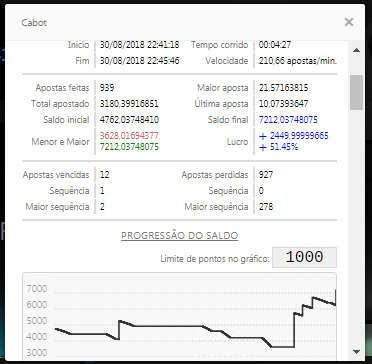 Cabot
Início 30/08/2018 22:41:18 Tempo corrido 00:04:27
Fim 30/08/2018 22:45:46 Velocidade 210,66 apostas/min.
Apostas feitas 939 Maior aposta 21,57163815
Total apostado 3180,39916851 Última aposta 10,07393647
Saldo inicial 4762,03748410 Saldo final 7212,03748075
Menor e Maior 3628,01694377 Lucro + 2449,99999665
7212,03748075 + 51.45%
Apostas vencidas 12 Apostas perdidas 927
Sequência 1 Sequência 0
Maior sequência 2 Maior sequência 278
PROGRESSÃO DO SALDO
Limite de pontos no gráfico: 1000
7000
6000
5000
4000
3000